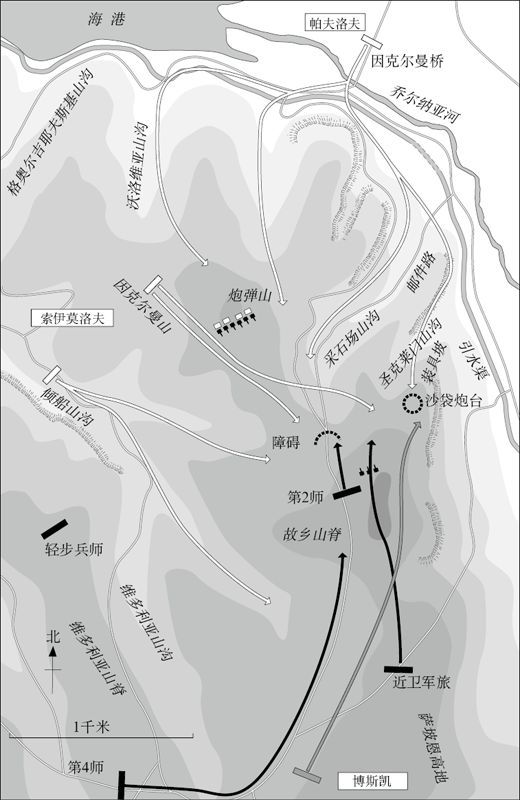 海港
帕夫洛夫
因克尔曼桥
乔尔纳亚河
格奥尔吉耶夫斯基山沟
沃洛维亚山沟
邮件路
因克尔曼山
炮弹山
采石场山沟
圣克莱门山沟
装具坡
引水渠
索伊莫洛夫
倾船山沟
沙袋炮台
障碍
第2师
故乡山脊
轻步兵师
维多利亚山沟
维多利亚山脊
北
近卫军旅
1千米
第4师
博斯凯
萨坡恩高地